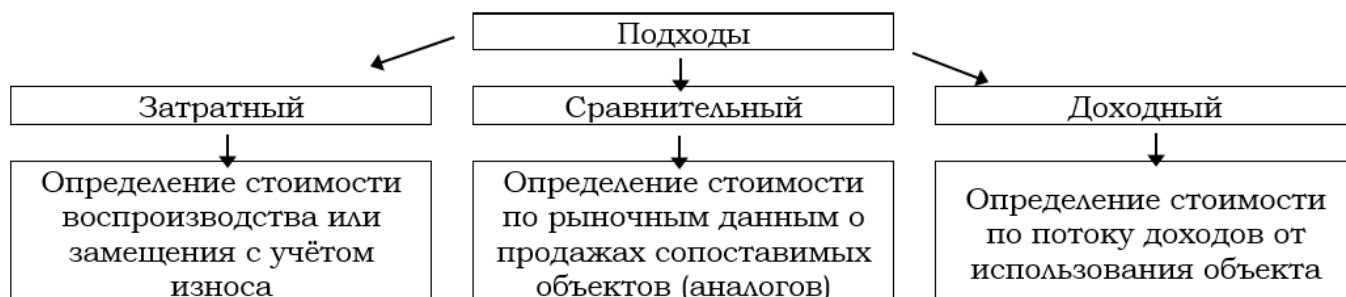 Подходы
Затратный
Сравнительный
Доходный
Определение стоимости
воспроизводства или
замещения с учётом
износа
Определение стоимости
по рыночным данным о
продажах сопоставимых
объектов (аналогов)
Определение стоимости
по потоку доходов от
использования объекта